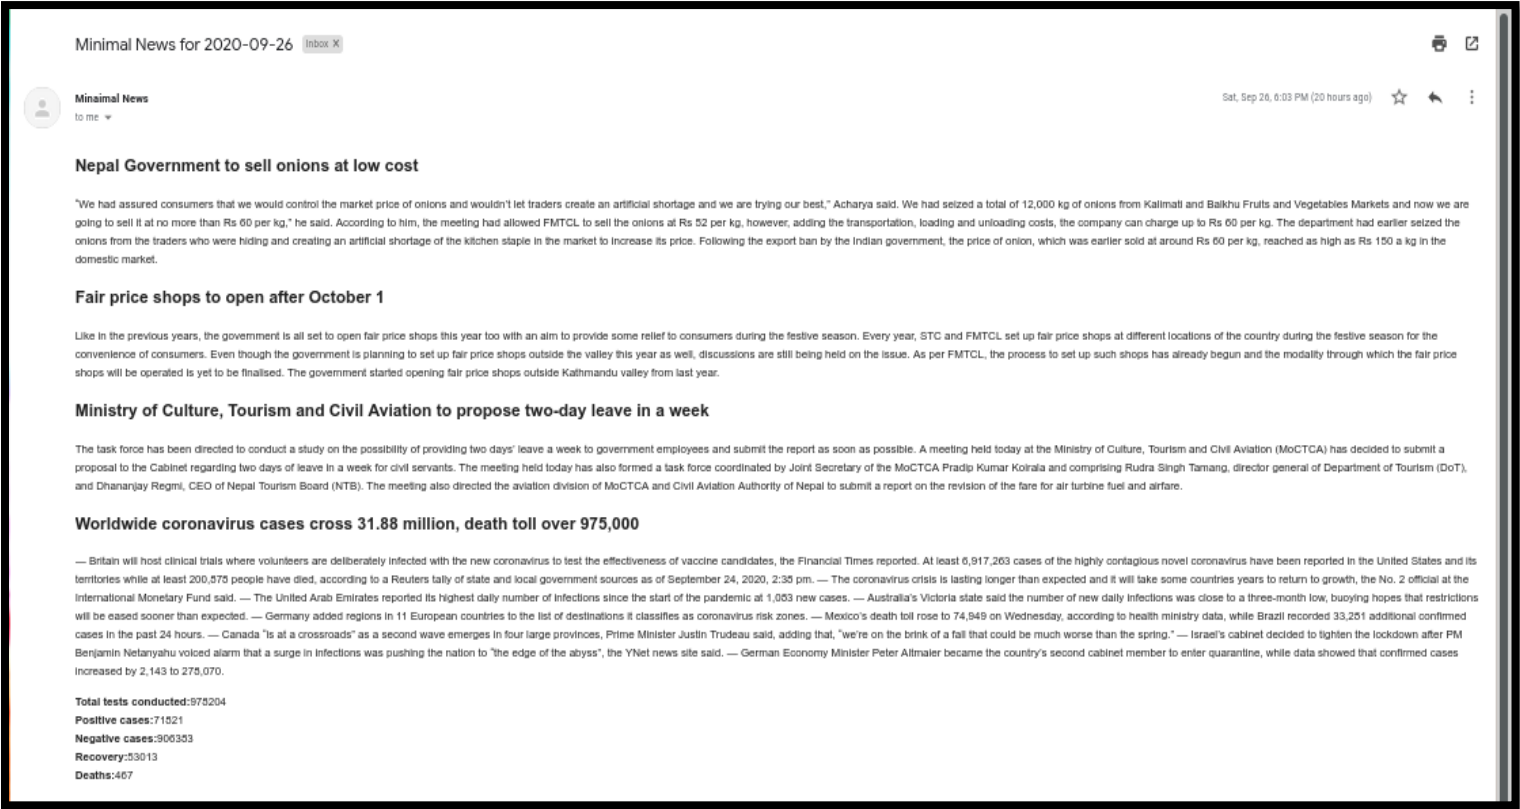 Minimal News for 2020-09-26 Inbox X
Minaimal News
Sat, Sep 26, 6:03 PM (20 hours ago)
to me
Nepal Government to sell onions at low cost
"We had assured consumers that we would control the market price of onions and wouldn't let traders create an artificial shortage and we are trying our best," Acharya said. We had seized a total of 12,000 kg of onions from Kalimati and Balkhu Fruits and Vegetables Markets and now we are
going to sell it at no more than Rs 60 per kg," he said. According to him, the meeting had allowed FMTCL to sell the onions at Rs 52 per kg, however, adding the transportation, loading and unloading costs, the company can charge up to Rs 60 per kg. The department had earlier seized the
onions from the traders who were hiding and creating an artificial shortage of the kitchen staple in the market to increase its price. Following the export ban by the Indian government, the price of onion, which was earlier sold at around Rs 60 per kg, reached as high as Rs 150 a kg in the
domestic market.
Fair price shops to open after October 1
Like in the previous years, the government is all set to open fair price shops this year too with an aim to provide some relief to consumers during the festive season. Every year, STC and FMTCL set up fair price shops at different locations of the country during the festive season for the
convenience of consumers. Even though the government is planning to set up fair price shops outside the valley this year as well, discussions are still being held on the issue. As per FMTCL, the process to set up such shops has already begun and the modality through which the fair price
shops will be operated is yet to be finalised. The government started opening fair price shops outside Kathmandu valley from last year.
Ministry of Culture, Tourism and Civil Aviation to propose two-day leave in a week
The task force has been directed to conduct a study on the possibility of providing two days' leave a week to government employees and submit the report as soon as possible. A meeting held today at the Ministry of Culture, Tourism and Civil Aviation (MoCTCA) has decided to submit a
proposal to the Cabinet regarding two days of leave in a week for civil servants. The meeting held today has also formed a task force coordinated by Joint Secretary of the MoCTCA Pradip Kumar Koirala and comprising Rudra Singh Tamang, director general of Department of Tourism (DoT),
and Dhananjay Regmi, CEO of Nepal Tourism Board (NTB). The meeting also directed the aviation division of MoCTCA and Civil Aviation Authority of Nepal to submit a report on the revision of the fare for air turbine fuel and airfare.
Worldwide coronavirus cases cross 31.88 million, death toll over 975,000
— Britain will host clinical trials where volunteers are deliberately infected with the new coronavirus to test the effectiveness of vaccine candidates, the Financial Times reported. At least 6,917,263 cases of the highly contagious novel coronavirus have been reported in the United States and its
territories while at least 200,575 people have died, according to a Reuters tally of state and local government sources as of September 24, 2020, 2:35 pm. — The coronavirus crisis is lasting longer than expected and it will take some countries years to return to growth, the No. 2 official at the
International Monetary Fund said. — The United Arab Emirates reported its highest daily number of infections since the start of the pandemic at 1,083 new cases. — Australia's Victoria state said the number of new daily infections was close to a three-month low, buoying hopes that restrictions
will be eased sooner than expected. — Germany added regions in 11 European countries to the list of destinations it classifies as coronavirus risk zones. — Mexico's death toll rose to 74,949 on Wednesday, according to health ministry data, while Brazil recorded 33,281 additional confirmed
cases in the past 24 hours. — Canada "is at a crossroads" as a second wave emerges in four large provinces, Prime Minister Justin Trudeau said, adding that, "we're on the brink of a fall that could be much worse than the spring." — Israel's cabinet decided to tighten the lockdown after PM
Benjamin Netanyahu voiced alarm that a surge in infections was pushing the nation to "the edge of the abyss", the YNet news site said. — German Economy Minister Peter Altmaier became the country's second cabinet member to enter quarantine, while data showed that confirmed cases
increased by 2,143 to 278,070.
Total tests conducted:978204
Positive cases:71821
Negative cases:906383
Recovery:53013
Deaths:467